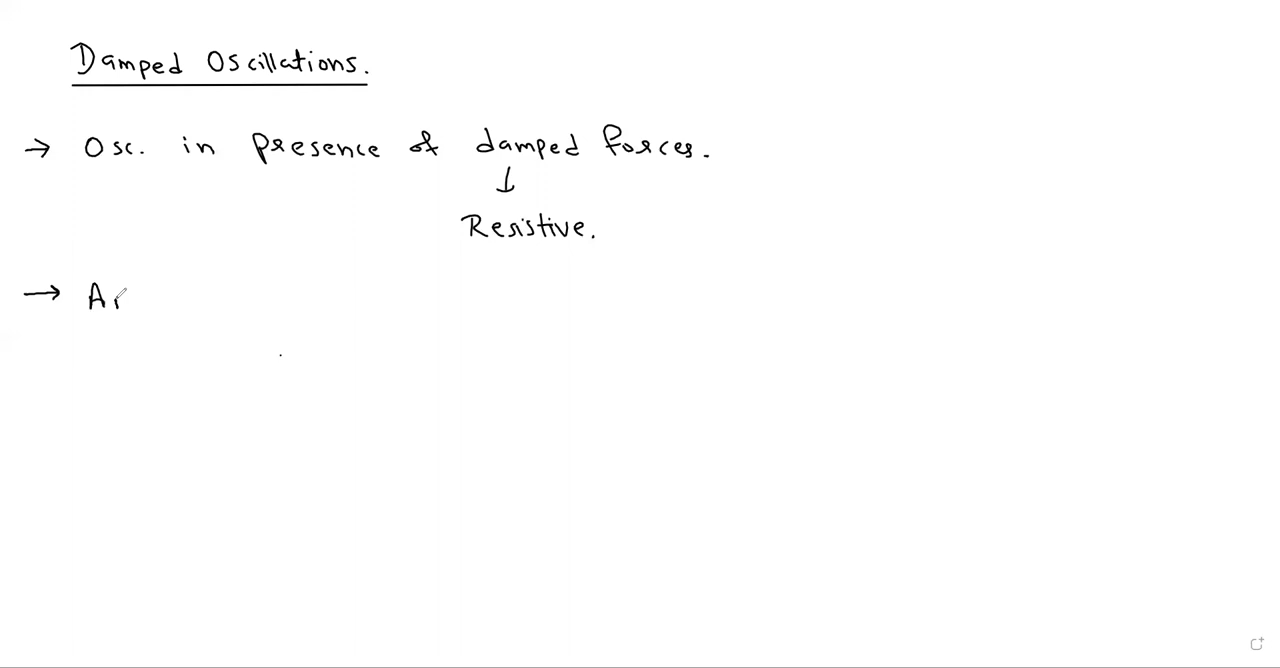 Damped Oscillations.
→ Osc. in presence of damped forces.
↓
Resistive.
→ A